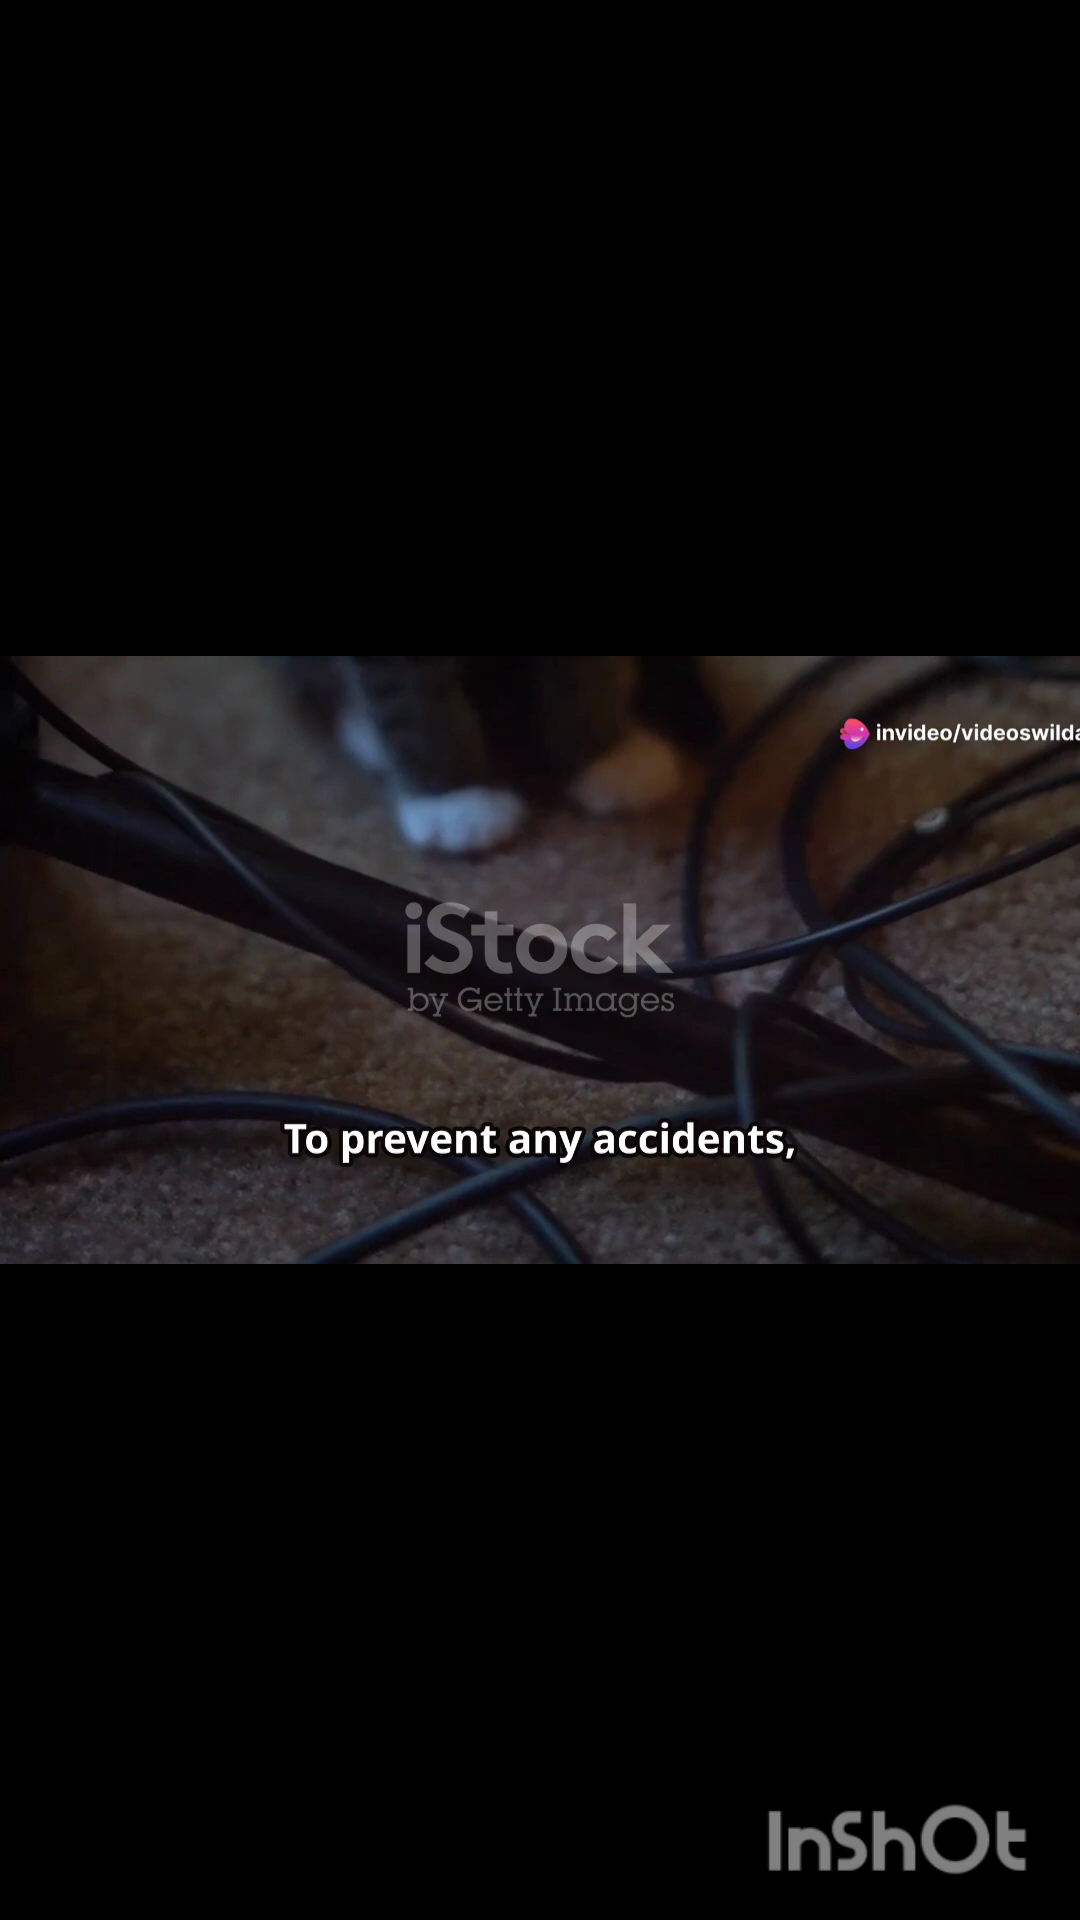 invideo/videoswilda
iStock
by Getty Images
To prevent any accidents,
InShOt